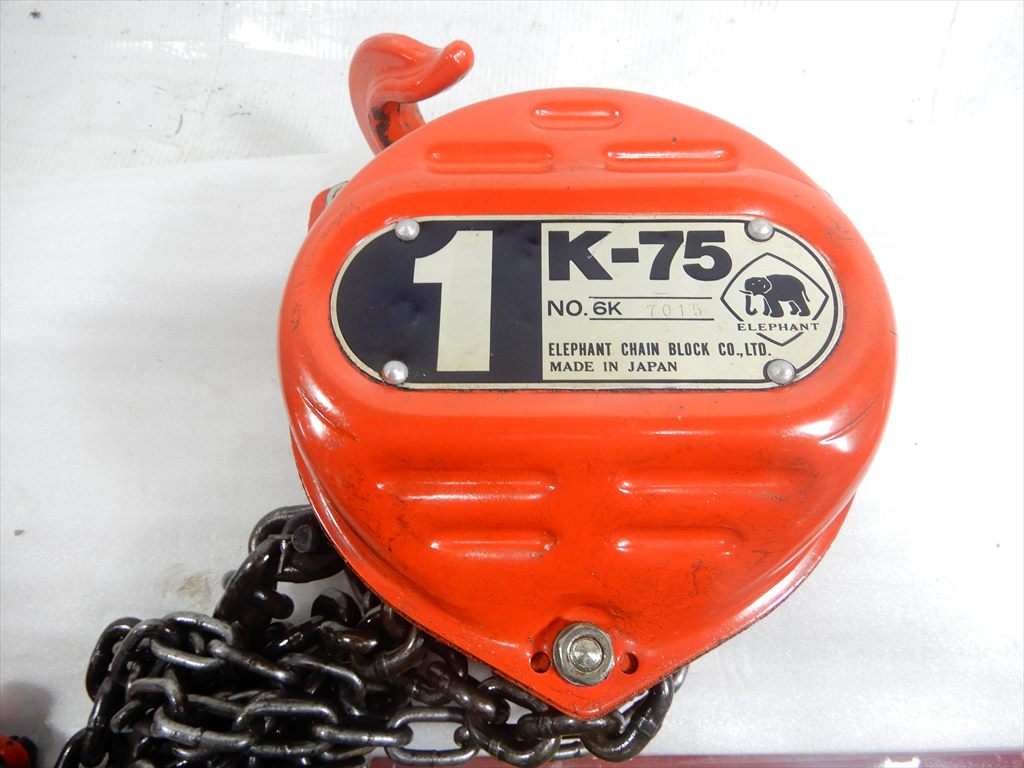 1
K-75
NO. 6K 7015
ELEPHANT
ELEPHANT CHAIN BLOCK CO.,LTD.
MADE IN JAPAN